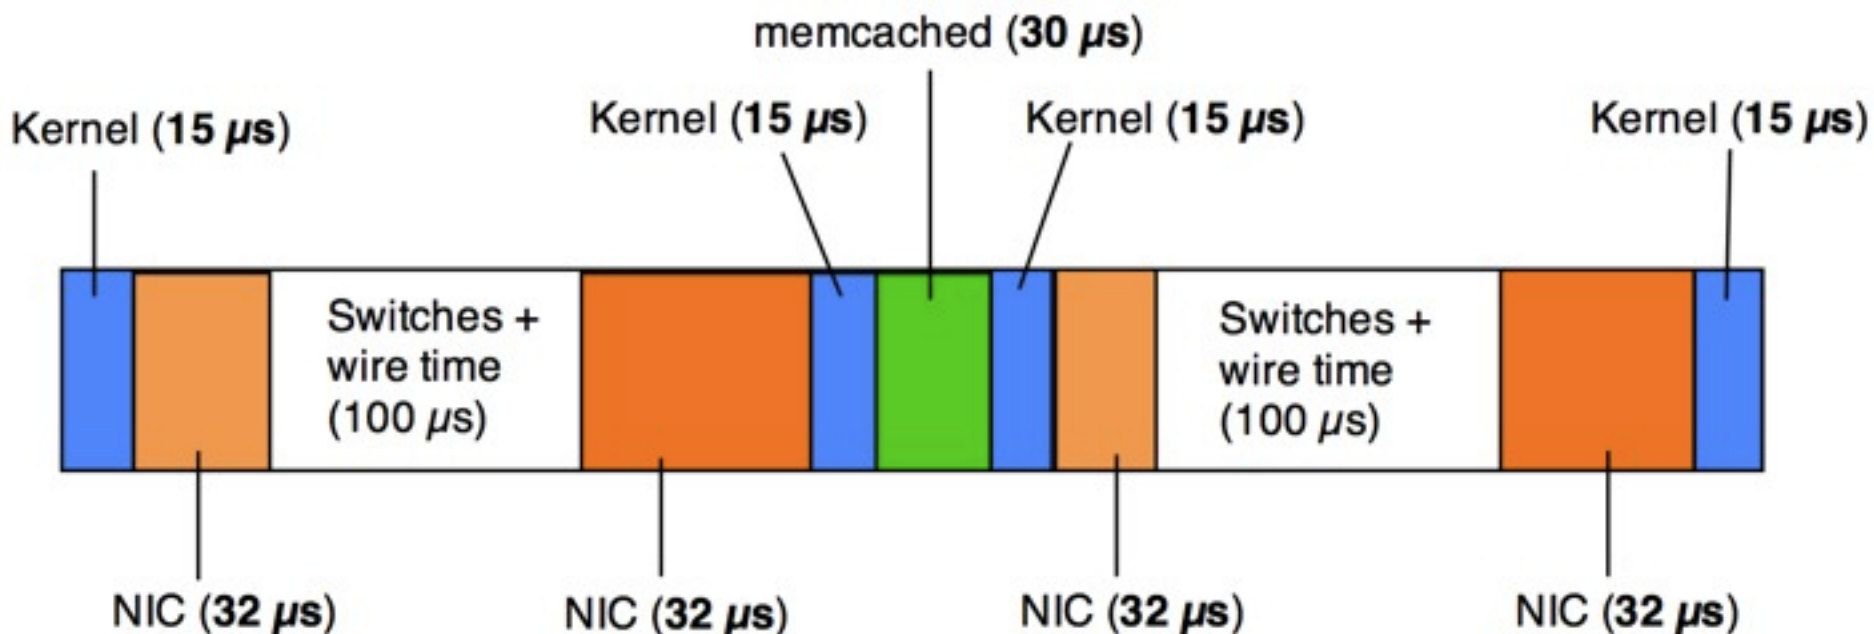 memcached (30 µs)
Kernel (15 µs)
Kernel (15 µs)
Kernel (15 µs)
Kernel (15 µs)
Switches +
wire time
(100 µs)
Switches +
wire time
(100 µs)
NIC (32 µs)
NIC (32 µs)
NIC (32 µs)
NIC (32 µs)